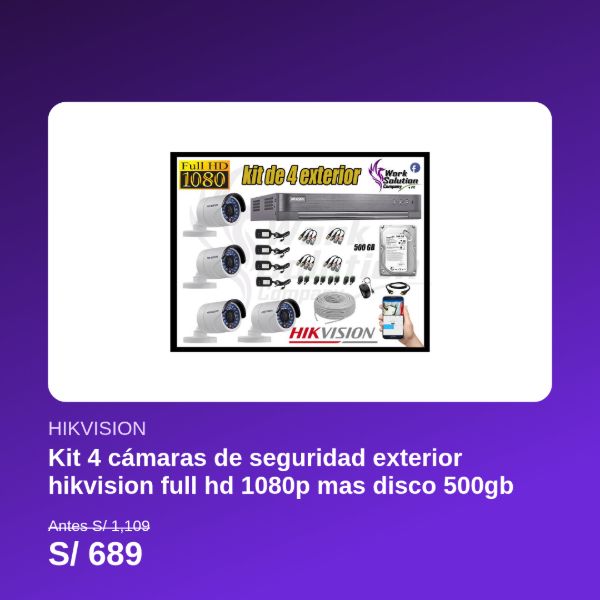 Full HD
1080
kit de 4 exterior
Work
Solution
Company
500 GB
HIKVISION
HIKVISION
Kit 4 cámaras de seguridad exterior
hikvision full hd 1080p mas disco 500gb
Antes S/ 1,109
S/ 689